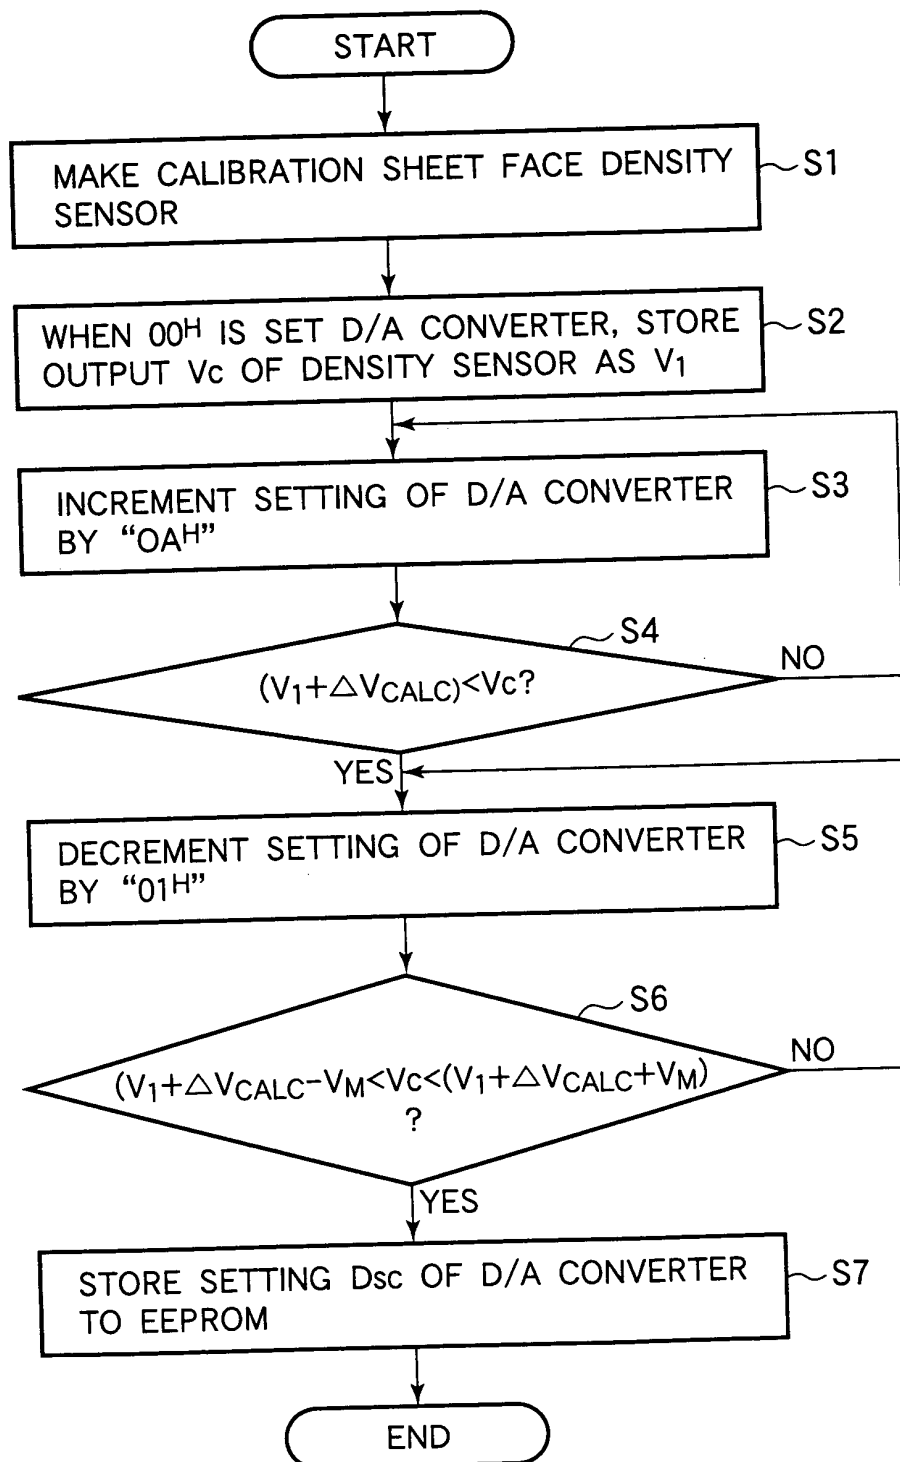 START
MAKE CALIBRATION SHEET FACE DENSITY
SENSOR
S1
WHEN 00H IS SET D/A CONVERTER, STORE
OUTPUT Vc OF DENSITY SENSOR AS V1
S2
INCREMENT SETTING OF D/A CONVERTER
BY “OAH”
S3
(V1+△VCALC)<Vc?
S4
NO
YES
DECREMENT SETTING OF D/A CONVERTER
BY “01H”
S5
(V1+△VCALC-VM<Vc<(V1+△VCALC+VM)
?
S6
NO
YES
STORE SETTING Dsc OF D/A CONVERTER
TO EEPROM
S7
END